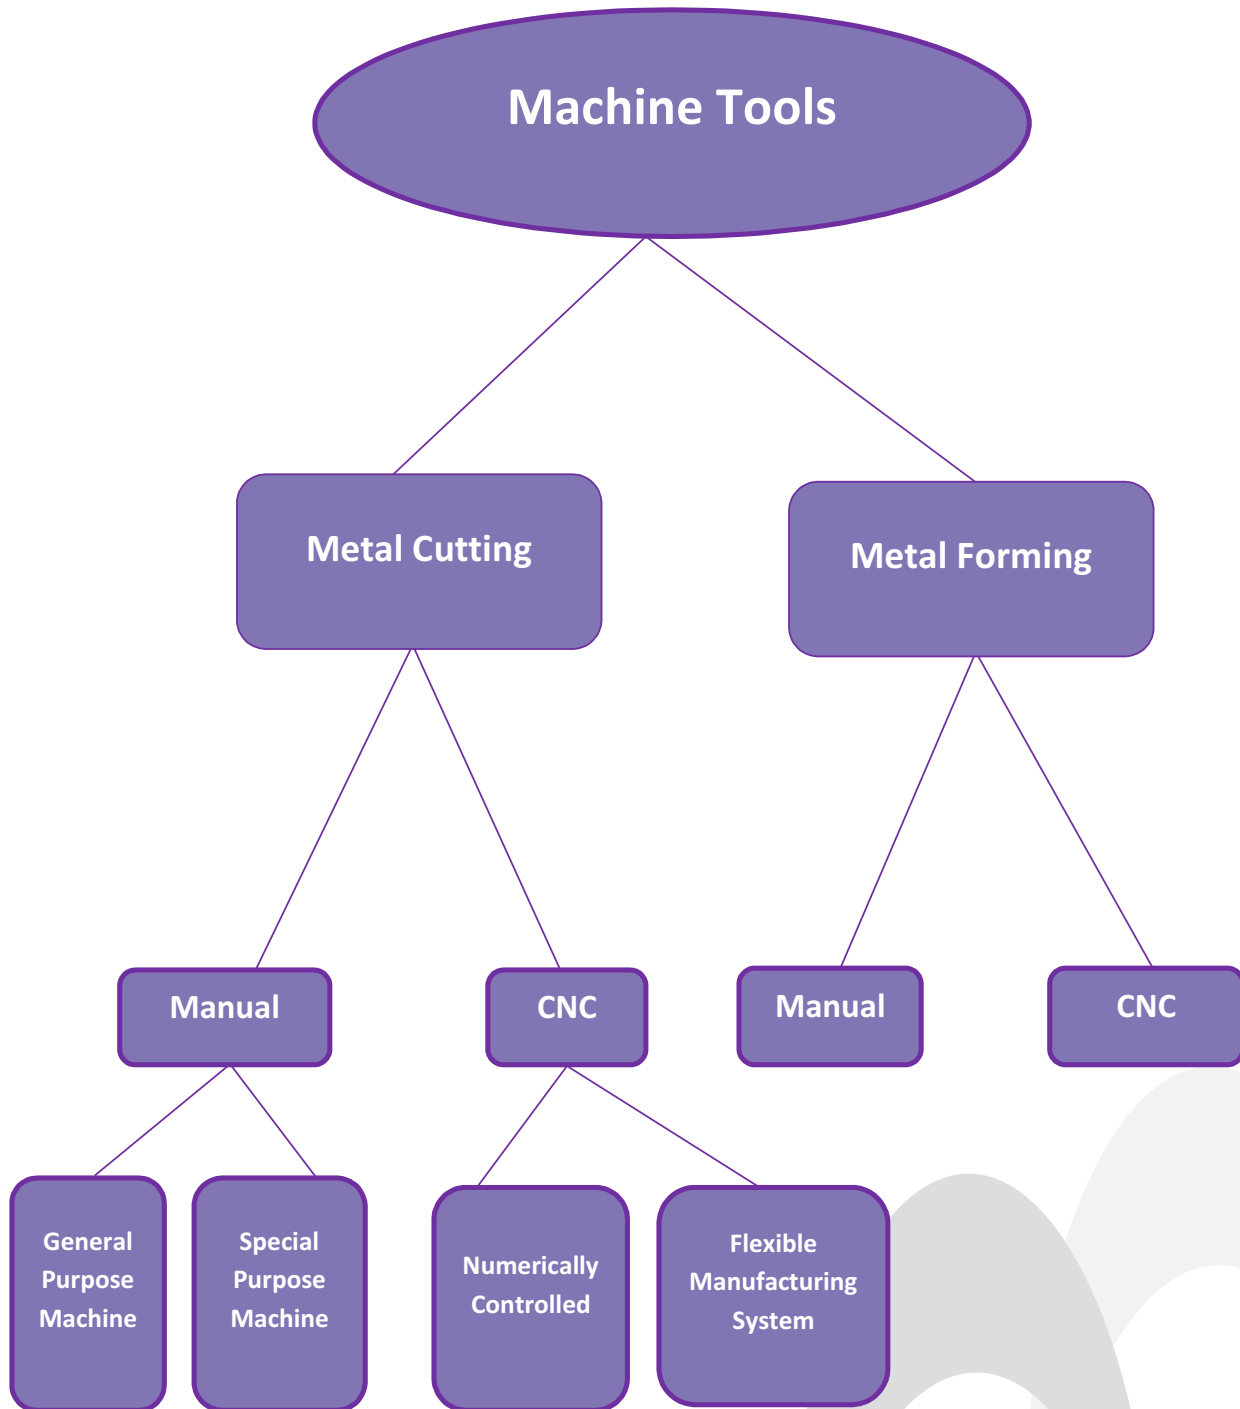 Machine Tools
Metal Cutting
Metal Forming
Manual
CNC
Manual
CNC
General
Purpose
Machine
Special
Purpose
Machine
Numerically
Controlled
Flexible
Manufacturing
System